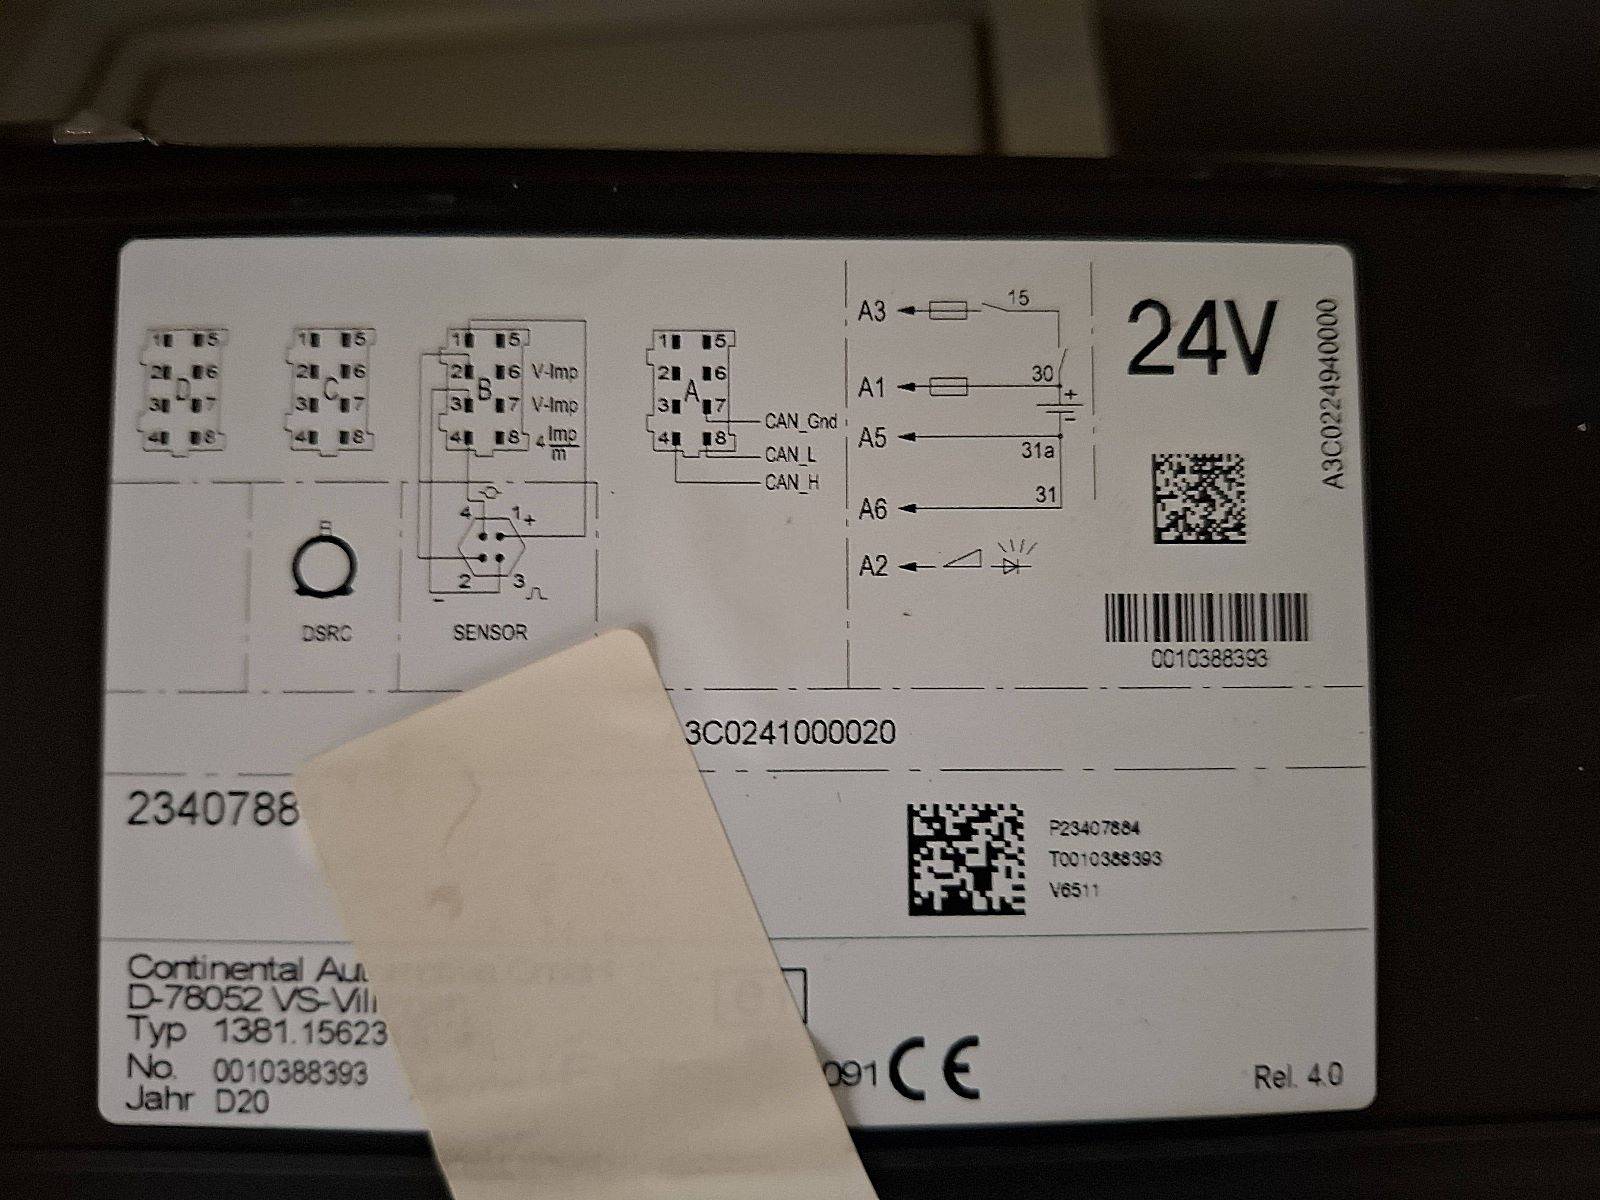 24V
A3C0224940000
1 5
2 6
D
3 7
4 8
1 5
2 6
C
3 7
4 8
1 5
2 6 V-Imp
B
3 7 V-Imp
4 8 4 Imp/m
1 5
2 6
A
3 7
4 8
CAN_Gnd
CAN_L
CAN_H
A3 15
A1 30
+
-
A5 31a
A6 31
A2
4 1 +
2 3
-
DSRC
SENSOR
0010388393
3C0241000020
2340788
P23407884
T0010388393
V6511
Continental
D-78052
Typ 1381.15623
No. 0010388393
Jahr D20
091 CE
Rel. 4.0